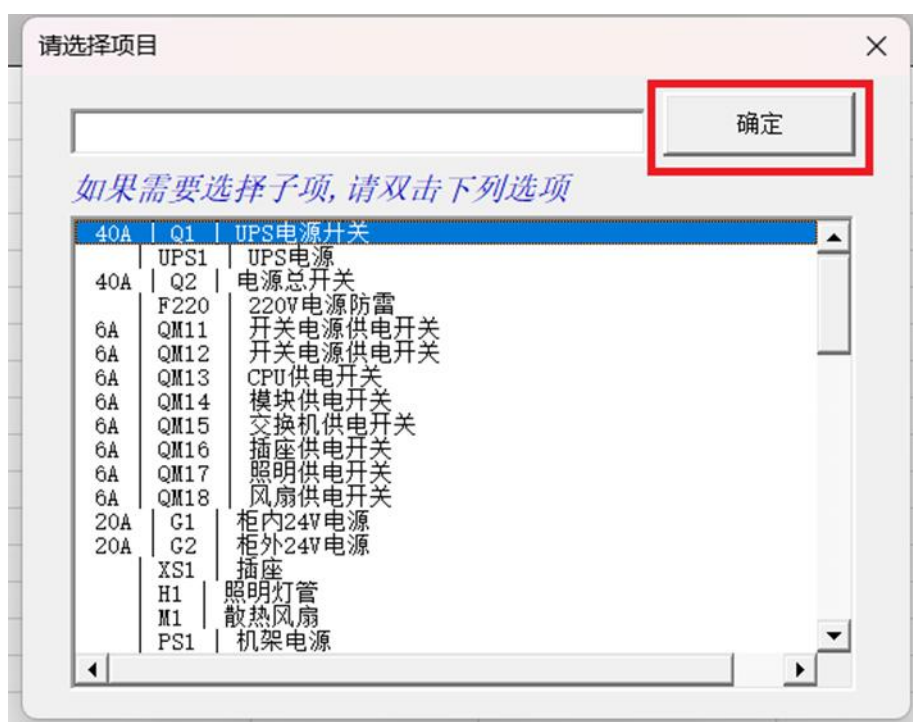 请选择项目
确定
如果需要选择子项,请双击下列选项
40A | Q1 | UPS电源开关
| UPS1 | UPS电源
40A | Q2 | 电源总开关
| F220 | 220V电源防雷
6A | QM11 | 开关电源供电开关
6A | QM12 | 开关电源供电开关
6A | QM13 | CPU供电开关
6A | QM14 | 模块供电开关
6A | QM15 | 交换机供电开关
6A | QM16 | 插座供电开关
6A | QM17 | 照明供电开关
6A | QM18 | 风扇供电开关
20A | G1 | 柜内24V电源
20A | G2 | 柜外24V电源
| XS1 | 插座
| H1 | 照明灯管
| M1 | 散热风扇
| PS1 | 机架电源